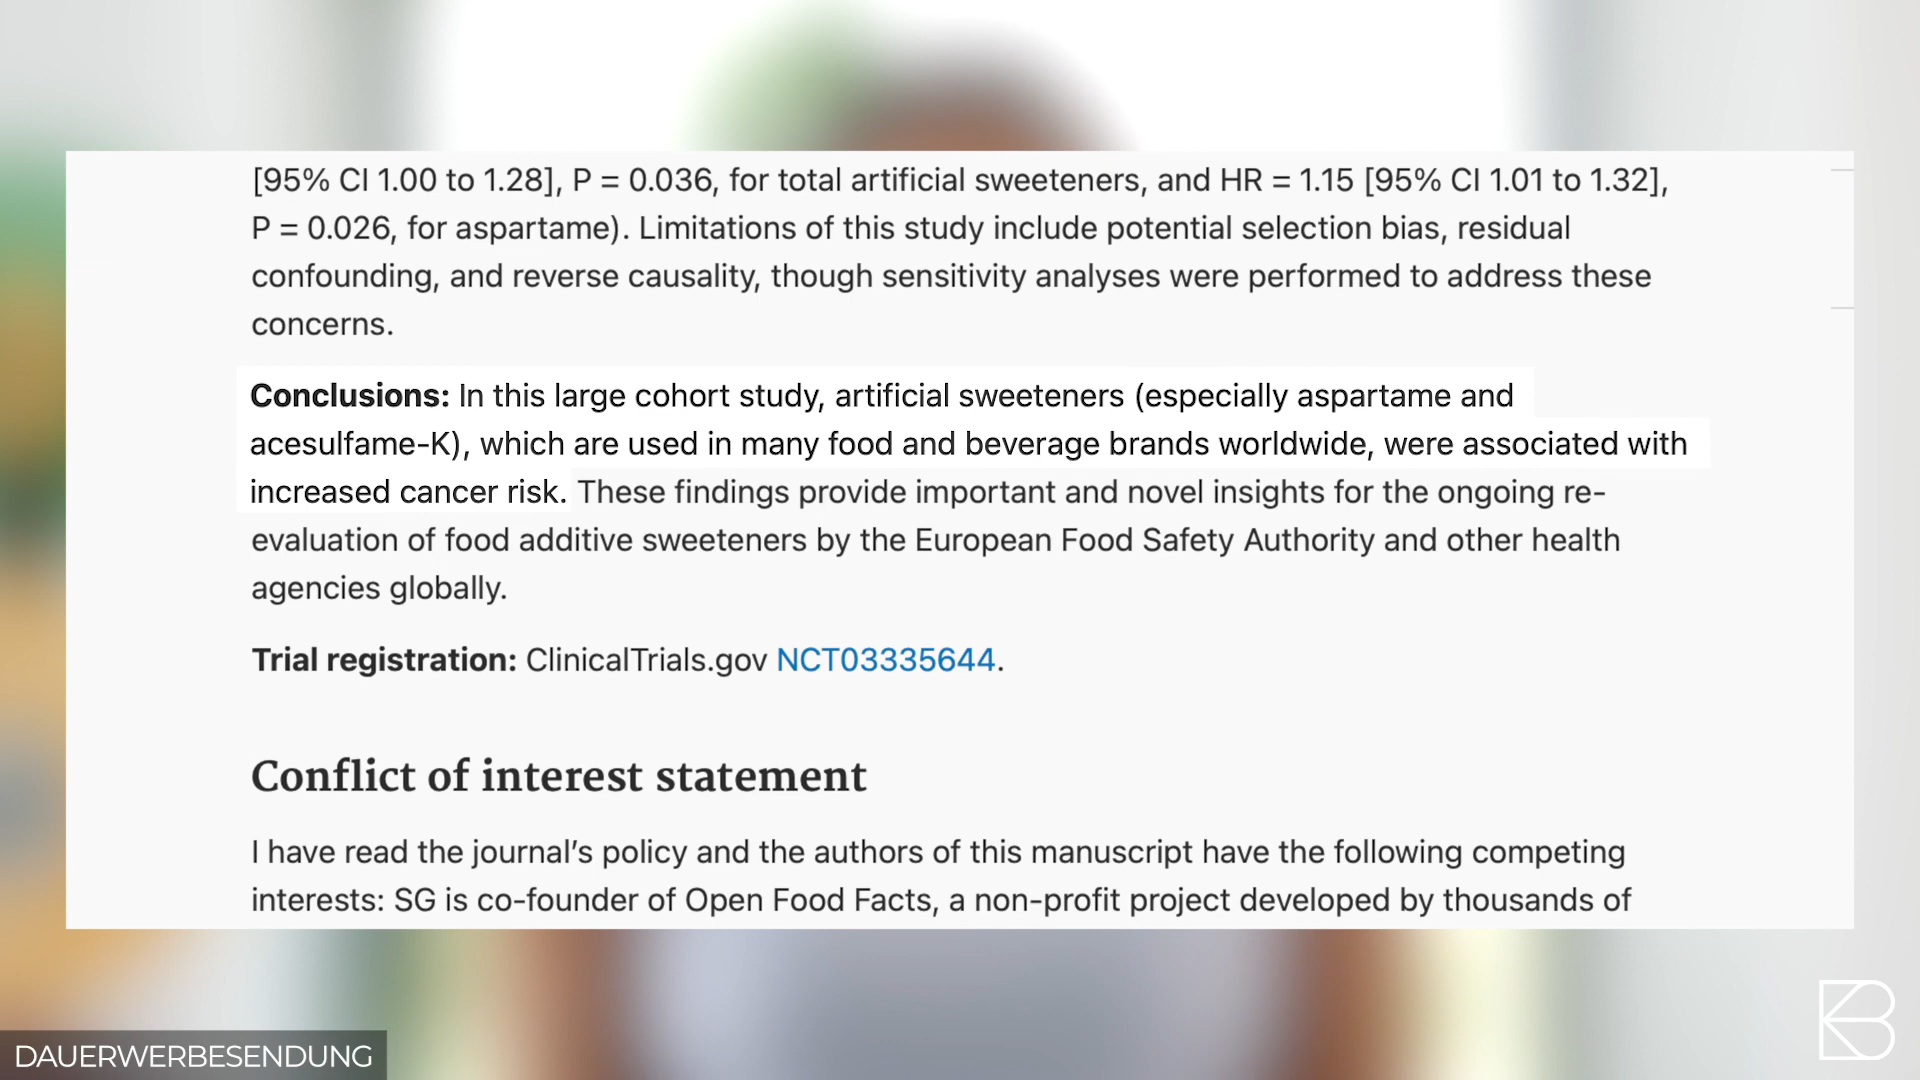 [95% CI 1.00 to 1.28], P = 0.036, for total artificial sweeteners, and HR = 1.15 [95% CI 1.01 to 1.32],
P = 0.026, for aspartame). Limitations of this study include potential selection bias, residual
confounding, and reverse causality, though sensitivity analyses were performed to address these
concerns.
Conclusions: In this large cohort study, artificial sweeteners (especially aspartame and
acesulfame-K), which are used in many food and beverage brands worldwide, were associated with
increased cancer risk. These findings provide important and novel insights for the ongoing re-
evaluation of food additive sweeteners by the European Food Safety Authority and other health
agencies globally.
Trial registration: ClinicalTrials.gov NCT03335644.
Conflict of interest statement
I have read the journal's policy and the authors of this manuscript have the following competing
interests: SG is co-founder of Open Food Facts, a non-profit project developed by thousands of
DAUERWERBESENDUNG